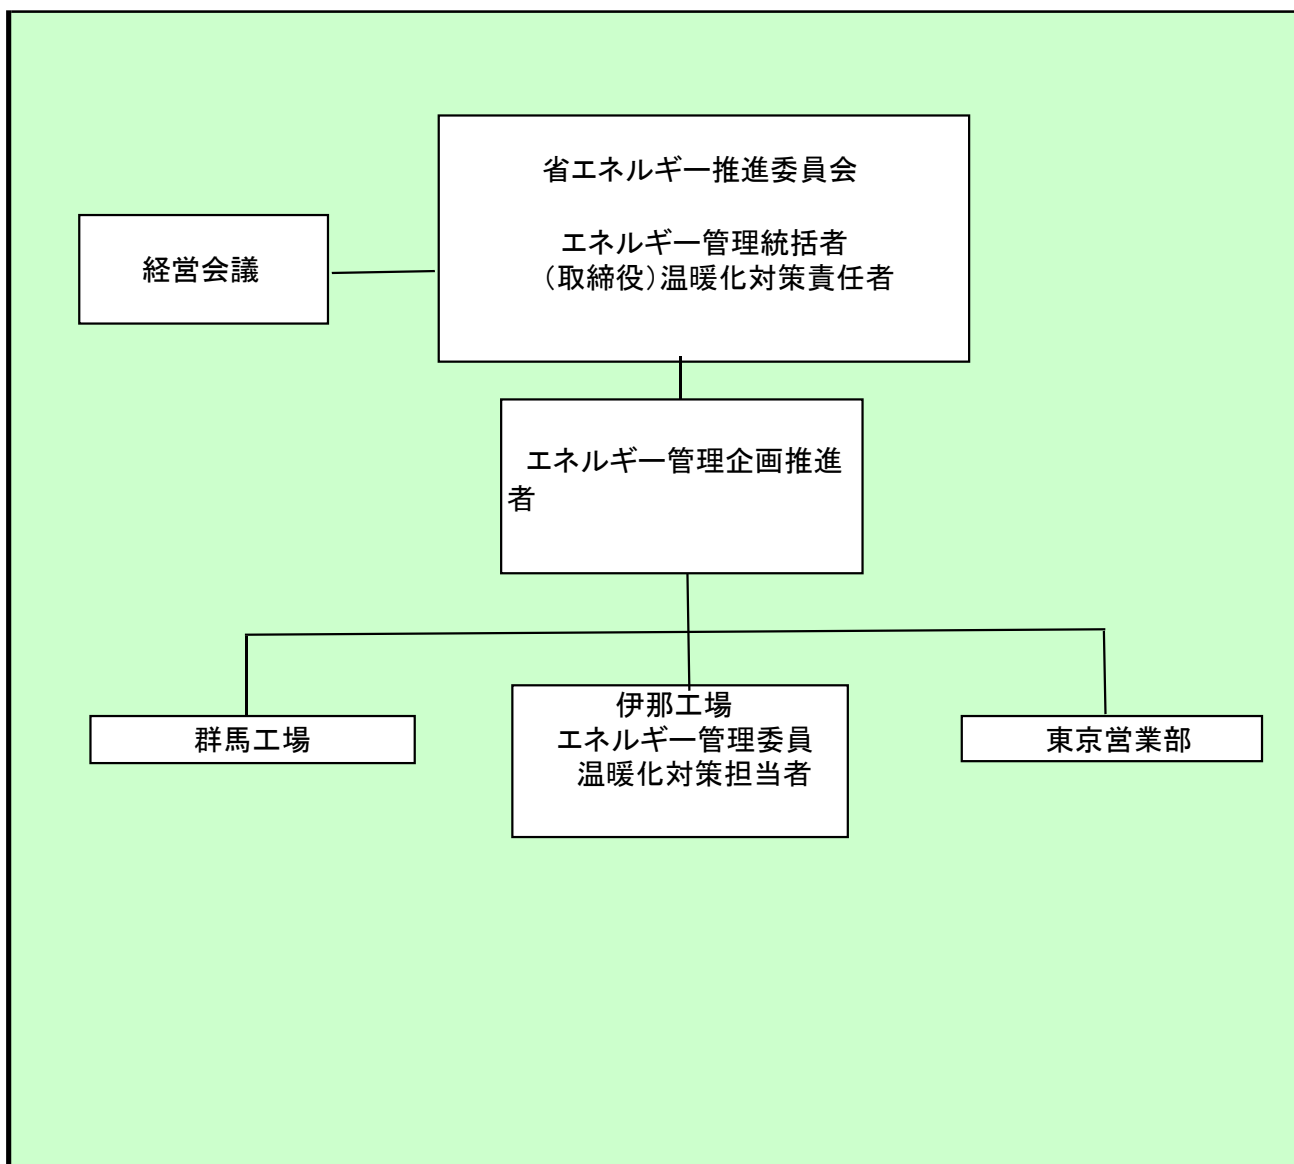 省エネルギー推進委員会
エネルギー管理統括者
（取締役）温暖化対策責任者
経営会議
エネルギー管理企画推進
者
群馬工場
伊那工場
エネルギー管理委員
温暖化対策担当者
東京営業部